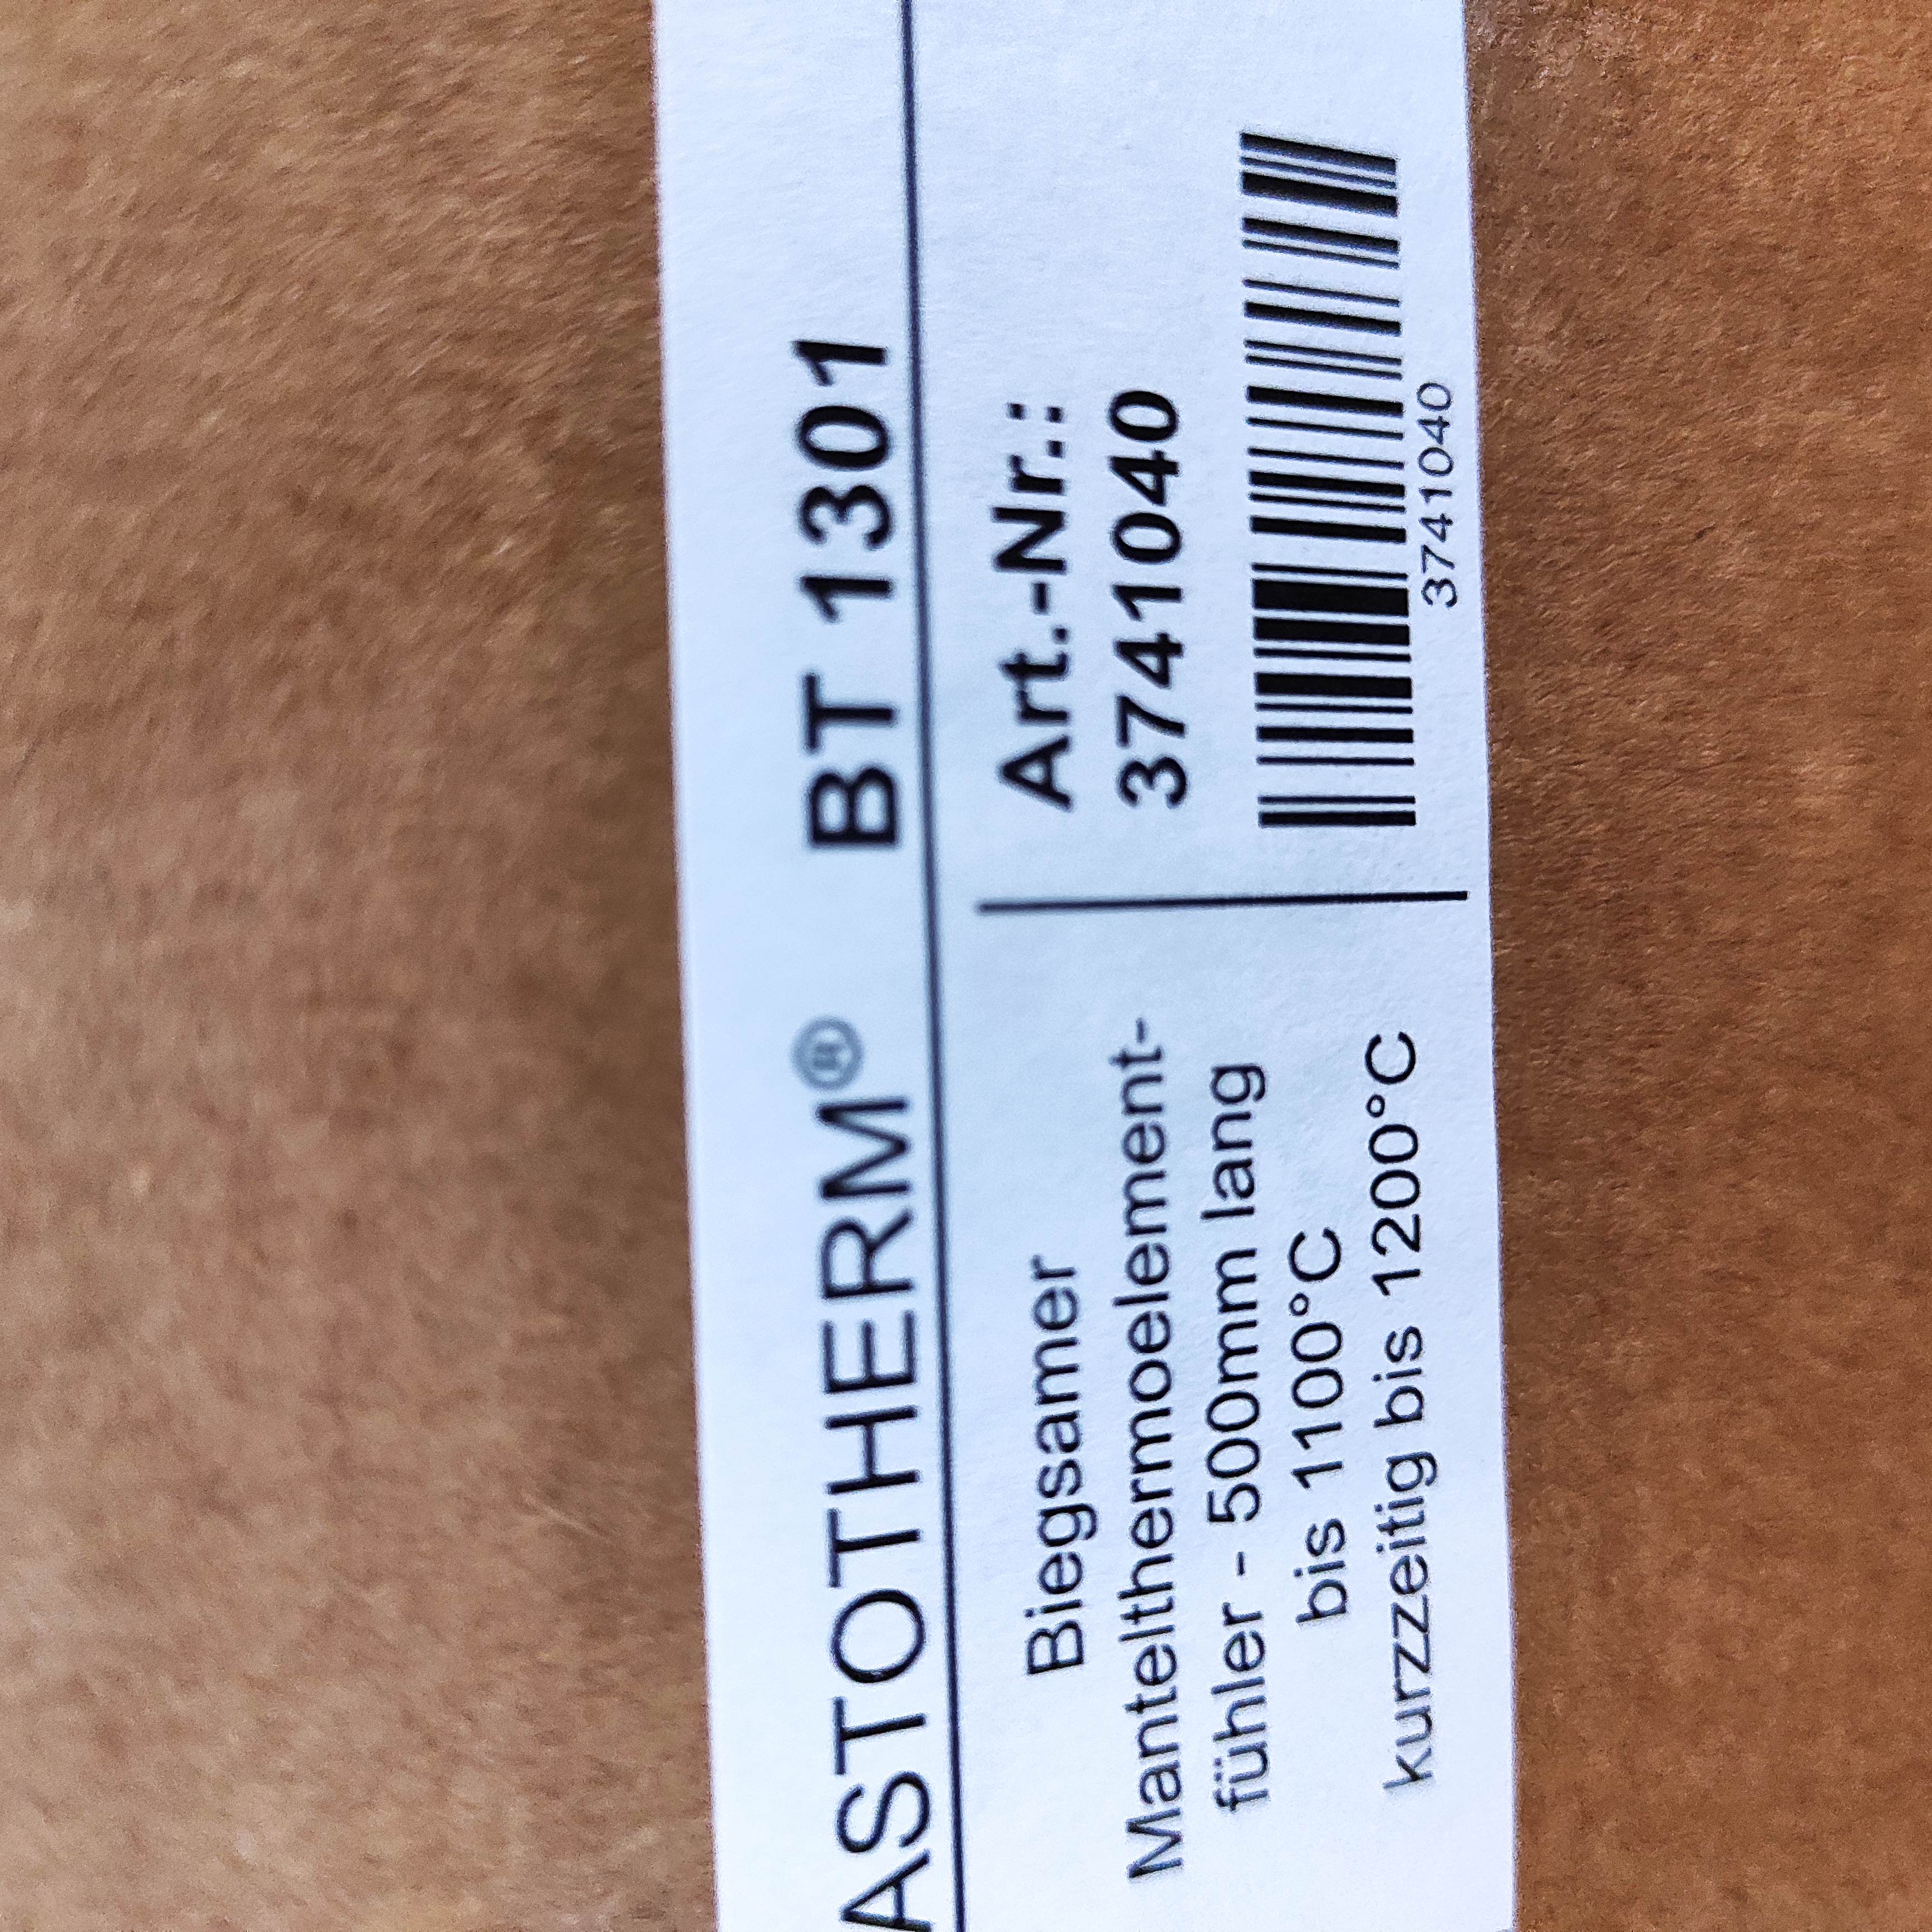 ASTOTHERM® BT 1301
Biegsamer
Mantelthermoelement-
fühler - 500mm lang
bis 1100°C
kurzzeitig bis 1200°C
Art.-Nr.:
3741040
3741040